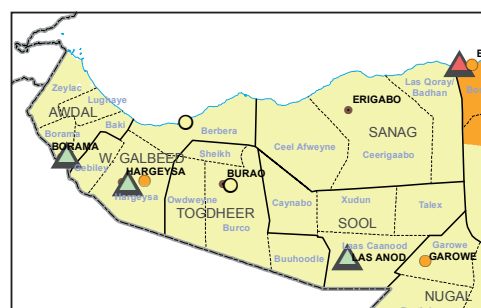 Zeylac
Lughaye
AWDAL
Borama
Baki
BORAMA
Gebiley
W. GALBEED
HARGEYSA
Hargeysa
Berbera
Sheikh
BURAO
Owdweyne
TOGDHEER
Burco
ERIGABO
SANAG
Ceel Afweyne
Ceerigaabo
Las Qoray/
Badhan
Caynabo
Xudun
Talex
SOOL
Laas Caanood
LAS ANOD
Buuhoodle
Garowe
GAROWE
NUGAL